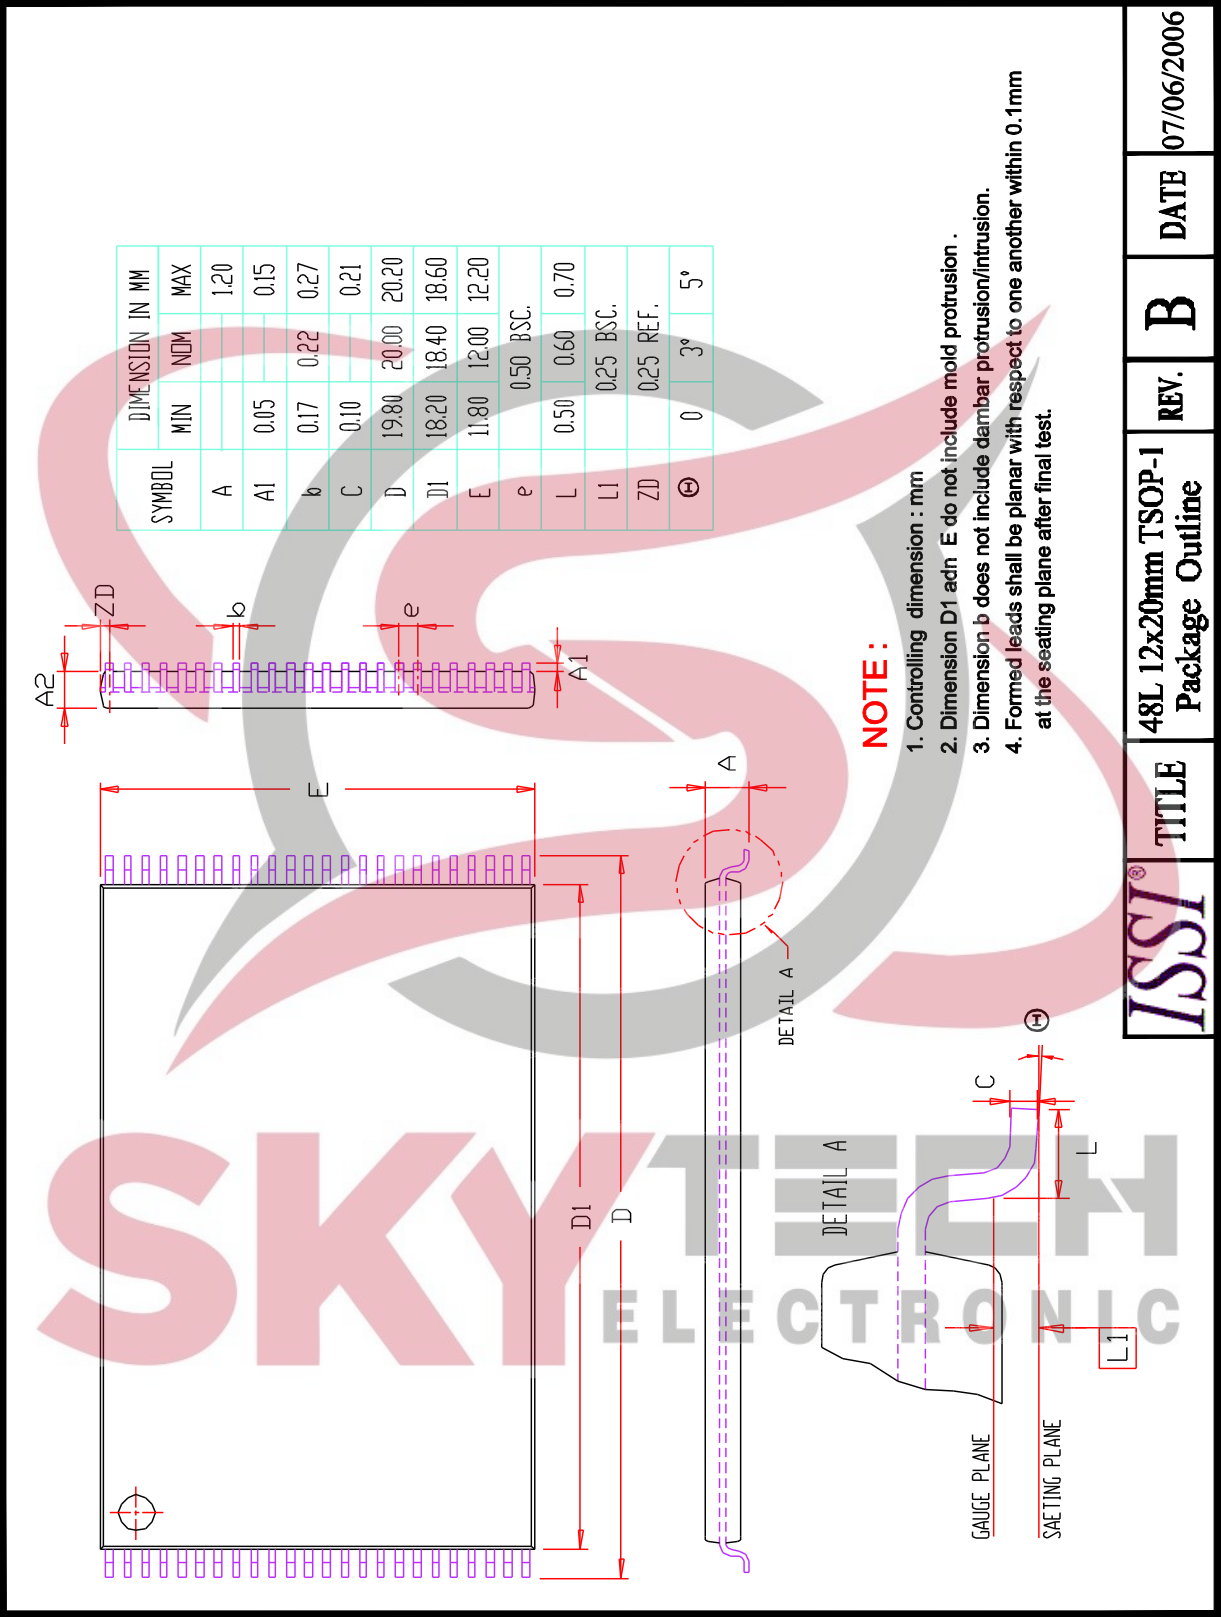 DIMENSION IN MM
SYMBOL MIN NOM MAX
A 1.20
A1 0.05 0.15
b 0.17 0.22 0.27
C 0.10 0.21
D 19.80 20.00 20.20
D1 18.20 18.40 18.60
E 11.80 12.00 12.20
e 0.50 BSC.
L 0.50 0.60 0.70
L1 0.25 BSC.
ZD 0.25 REF.
Θ 0 3° 5°
A2
ZD
b
e
A1
E
D1
D
A
DETAIL A
NOTE :
1. Controlling dimension : mm
2. Dimension D1 adn E do not include mold protrusion .
3. Dimension b does not include dambar protrusion/intrusion.
4. Formed leads shall be planar with respect to one another within 0.1mm
at the seating plane after final test.
DETAIL A
C
Θ
L
L1
GAUGE PLANE
SAETING PLANE
ISSI®
TITLE
48L 12x20mm TSOP-1
Package Outline
REV.
B
DATE
07/06/2006
SKYTECH
ELECTRONIC